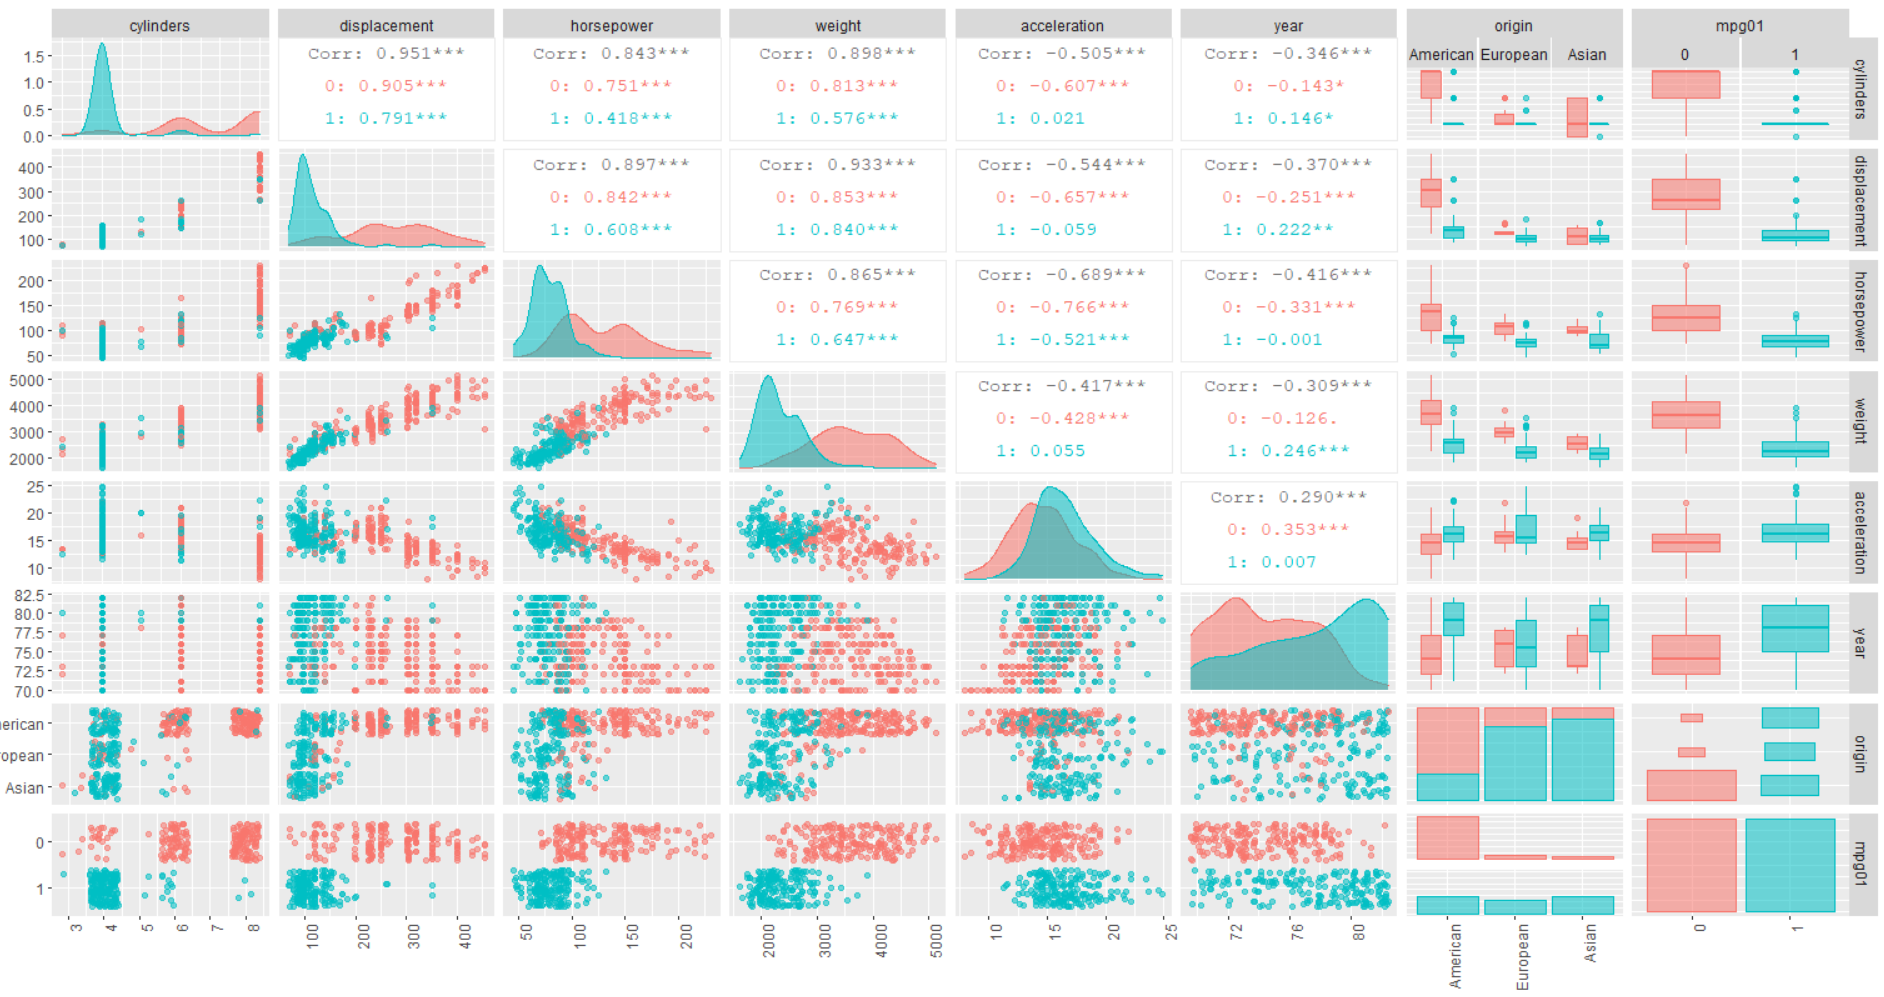 cylinders displacement horsepower weight acceleration year origin mpg01
American European Asian 0 1
Corr: 0.951*** Corr: 0.843*** Corr: 0.898*** Corr: -0.505*** Corr: -0.346***
0: 0.905*** 0: 0.751*** 0: 0.813*** 0: -0.607*** 0: -0.143*
1: 0.791*** 1: 0.418*** 1: 0.576*** 1: 0.021 1: 0.146*
1.5
1.0
0.5
0.0
cylinders
Corr: 0.897*** Corr: 0.933*** Corr: -0.544*** Corr: -0.370***
0: 0.842*** 0: 0.853*** 0: -0.657*** 0: -0.251***
1: 0.608*** 1: 0.840*** 1: -0.059 1: 0.222**
400
300
200
100
displacement
Corr: 0.865*** Corr: -0.689*** Corr: -0.416***
0: 0.769*** 0: -0.766*** 0: -0.331***
1: 0.647*** 1: -0.521*** 1: -0.001
200
150
100
50
horsepower
Corr: -0.417*** Corr: -0.309***
0: -0.428*** 0: -0.126.
1: 0.055 1: 0.246***
5000
4000
3000
2000
weight
Corr: 0.290***
0: 0.353***
1: 0.007
25
20
15
10
acceleration
82.5
80.0
77.5
75.0
72.5
70.0
year
nerican
ropean
Asian
origin
0
1
mpg01
3 4 5 6 7 8 100 200 300 400 50 100 150 200 2000 3000 4000 5000 10 15 20 25 72 76 80 American European Asian 0 1